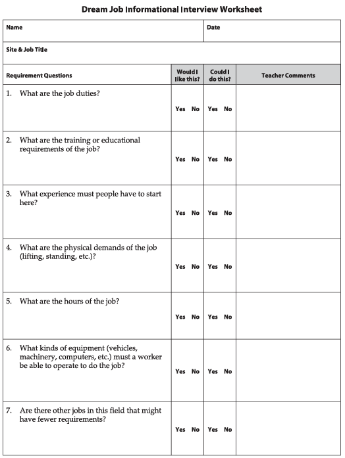 Dream Job Informational Interview Worksheet
Name Date
Site & Job Title
Requirement Questions Would I like this? Could I do this? Teacher Comments
1. What are the job duties?
Yes No Yes No
2. What are the training or educational
requirements of the job?
Yes No Yes No
3. What experience must people have to start
here?
Yes No Yes No
4. What are the physical demands of the job
(lifting, standing, etc.)?
Yes No Yes No
5. What are the hours of the job?
Yes No Yes No
6. What kinds of equipment (vehicles,
machinery, computers, etc.) must a worker
be able to operate to do the job?
Yes No Yes No
7. Are there other jobs in this field that might
have fewer requirements?
Yes No Yes No